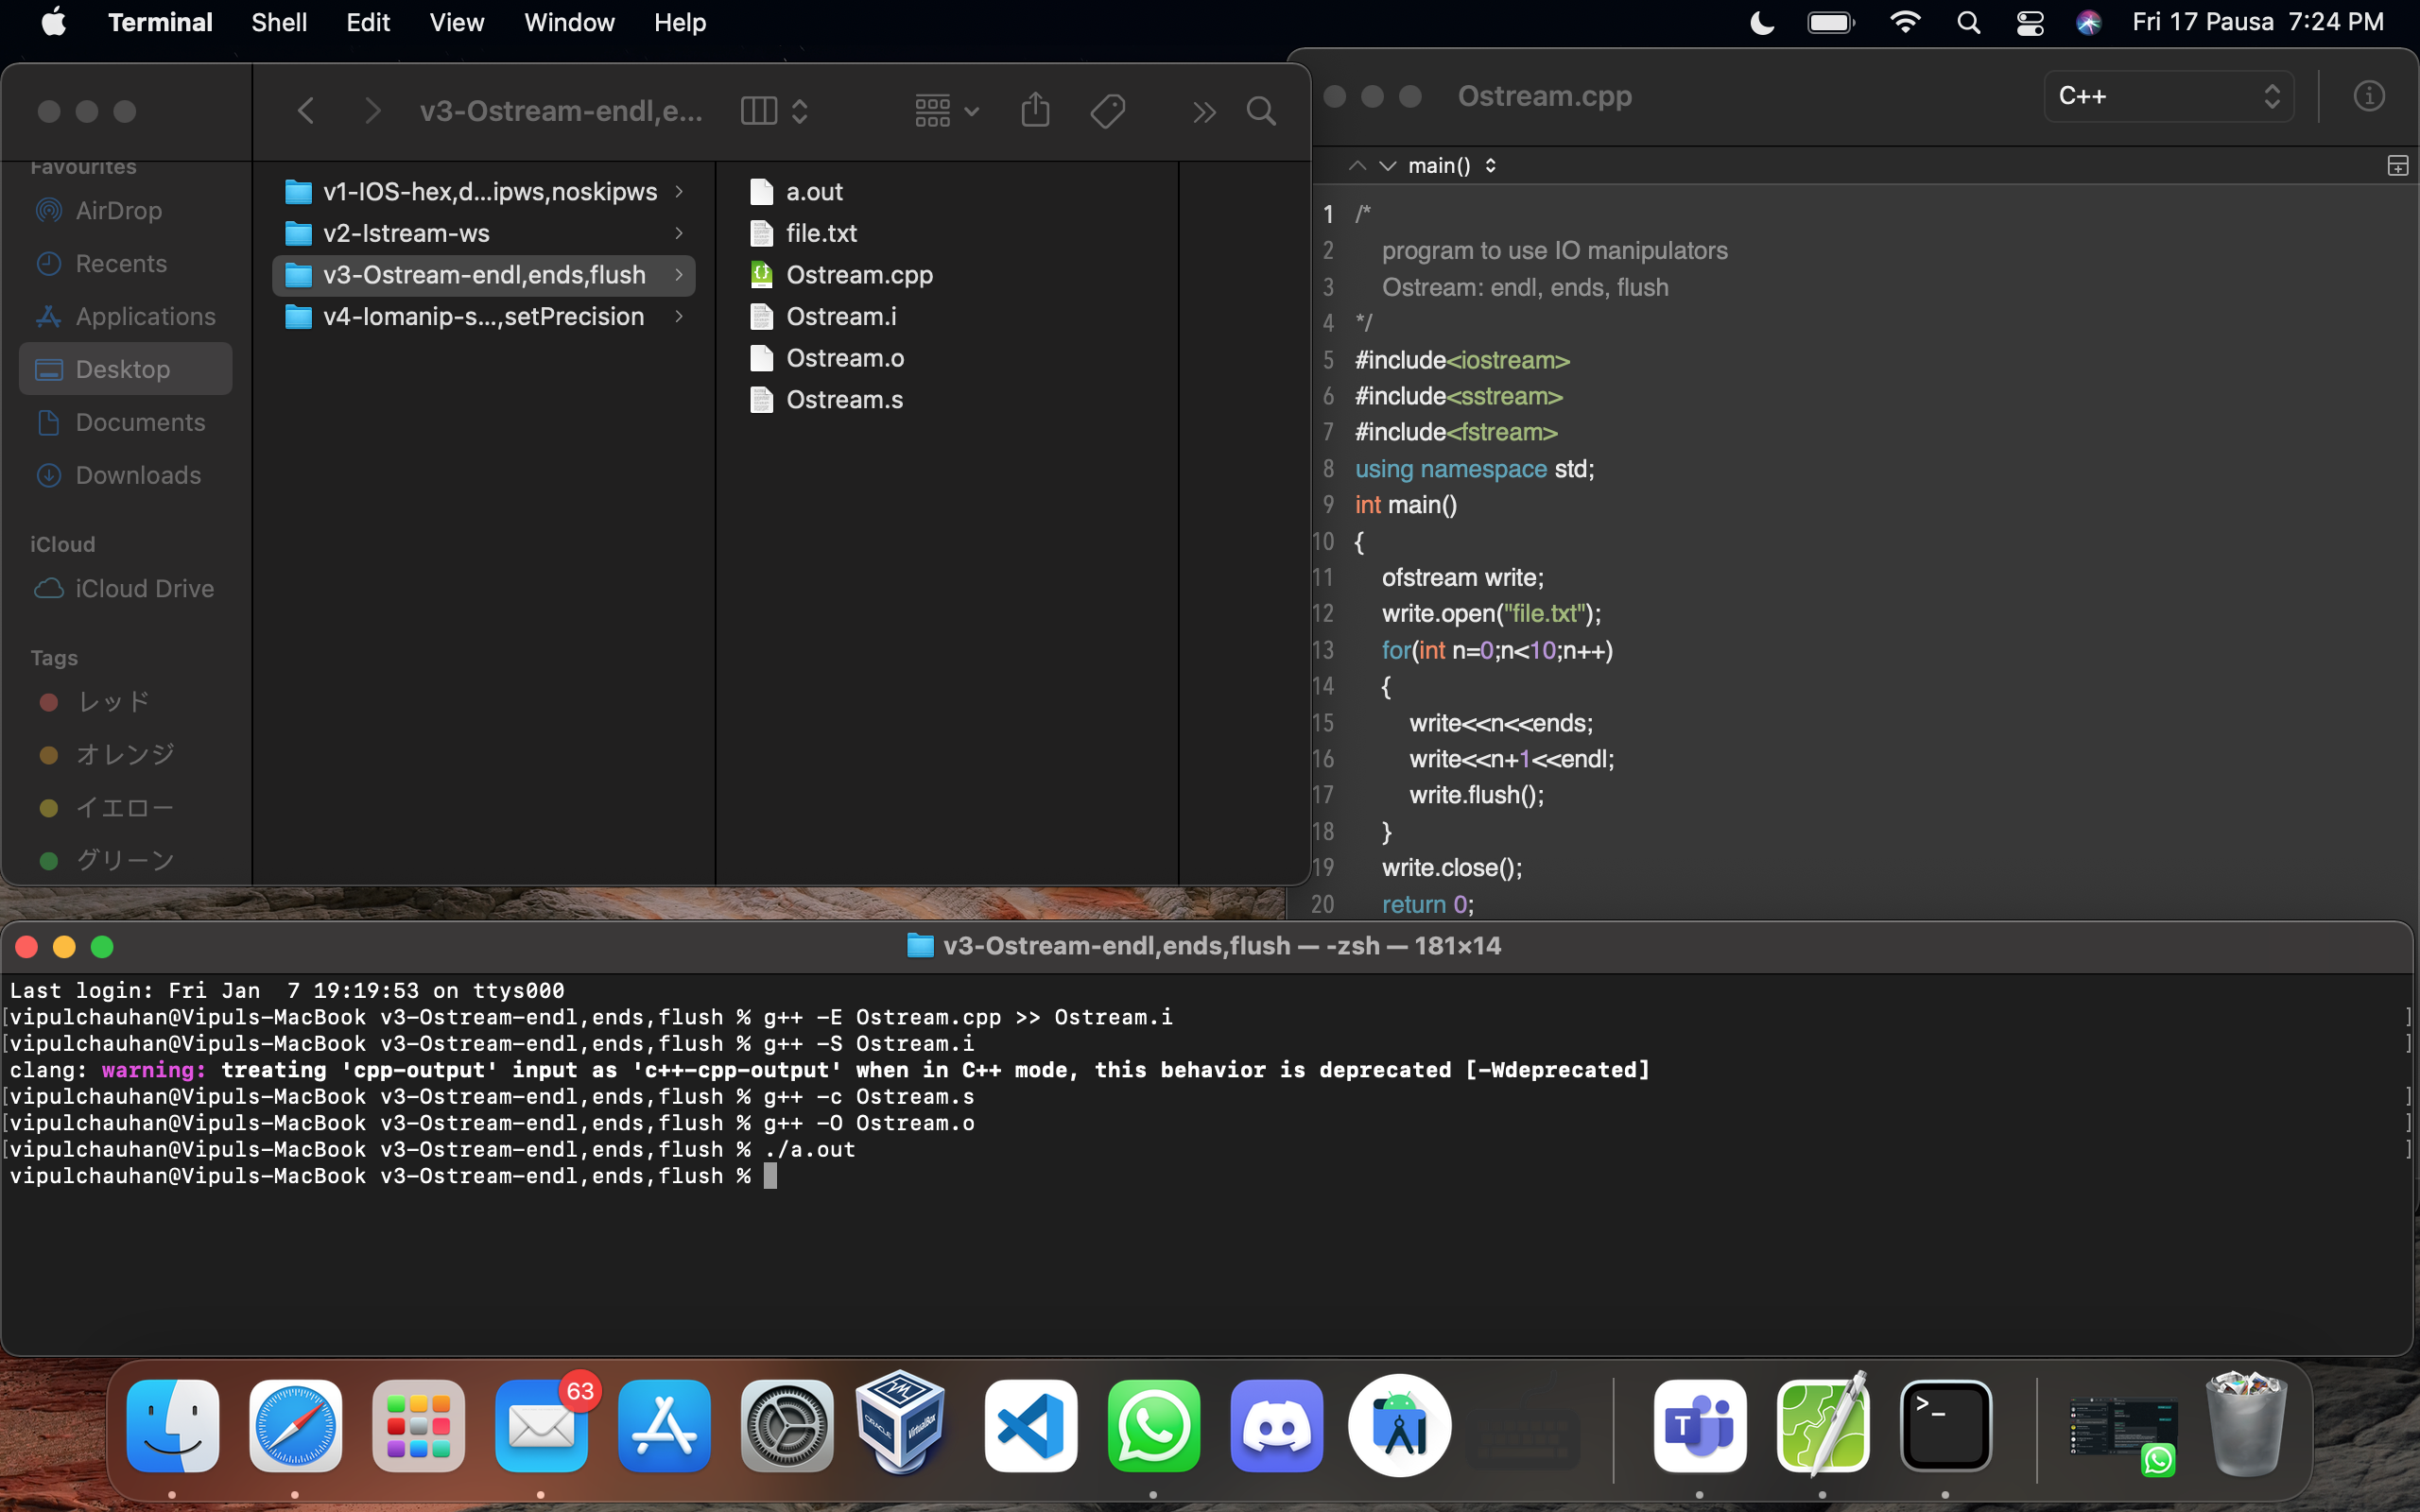 Terminal Shell Edit View Window Help Fri 17 Pausa 7:24 PM
v3-Ostream-endl,e...
Favourites
AirDrop
Recents
Applications
Desktop
Documents
Downloads
iCloud
iCloud Drive
Tags
レッド
オレンジ
イエロー
グリーン
v1-IOS-hex,d...ipws,noskipws
v2-Istream-ws
v3-Ostream-endl,ends,flush
v4-Iomanip-s...,setPrecision
a.out
file.txt
Ostream.cpp
Ostream.i
Ostream.o
Ostream.s
Ostream.cpp C++
main()
1 /*
2 program to use IO manipulators
3 Ostream: endl, ends, flush
4 */
5 #include<iostream>
6 #include<sstream>
7 #include<fstream>
8 using namespace std;
9 int main()
10 {
11 ofstream write;
12 write.open("file.txt");
13 for(int n=0;n<10;n++)
14 {
15 write<<n<<ends;
16 write<<n+1<<endl;
17 write.flush();
18 }
19 write.close();
20 return 0;
v3-Ostream-endl,ends,flush — -zsh — 181×14
Last login: Fri Jan  7 19:19:53 on ttys000
[vipulchauhan@Vipuls-MacBook v3-Ostream-endl,ends,flush % g++ -E Ostream.cpp >> Ostream.i ]
[vipulchauhan@Vipuls-MacBook v3-Ostream-endl,ends,flush % g++ -S Ostream.i ]
clang: warning: treating 'cpp-output' input as 'c++-cpp-output' when in C++ mode, this behavior is deprecated [-Wdeprecated]
[vipulchauhan@Vipuls-MacBook v3-Ostream-endl,ends,flush % g++ -c Ostream.s ]
[vipulchauhan@Vipuls-MacBook v3-Ostream-endl,ends,flush % g++ -O Ostream.o ]
[vipulchauhan@Vipuls-MacBook v3-Ostream-endl,ends,flush % ./a.out ]
vipulchauhan@Vipuls-MacBook v3-Ostream-endl,ends,flush %
63
ORACLE VirtualBox
T
>_